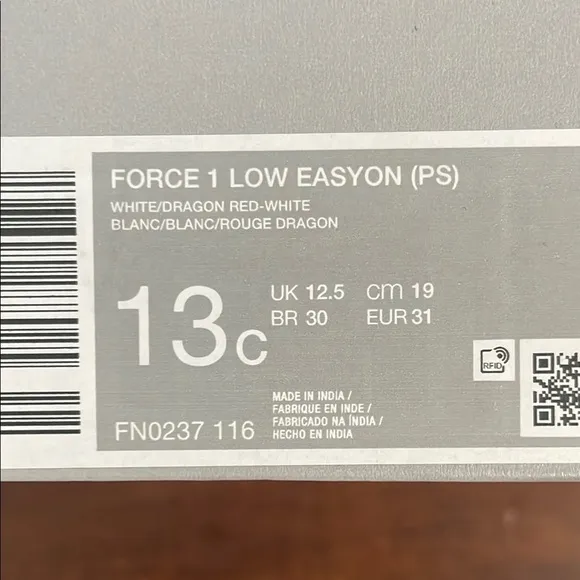 FORCE 1 LOW EASYON (PS)
WHITE/DRAGON RED-WHITE
BLANC/BLANC/ROUGE DRAGON
13C
UK 12.5 cm 19
BR 30 EUR 31
RFID
MADE IN INDIA /
FABRIQUE EN INDE /
FABRICADO NA ÍNDIA /
HECHO EN INDIA
FN0237 116